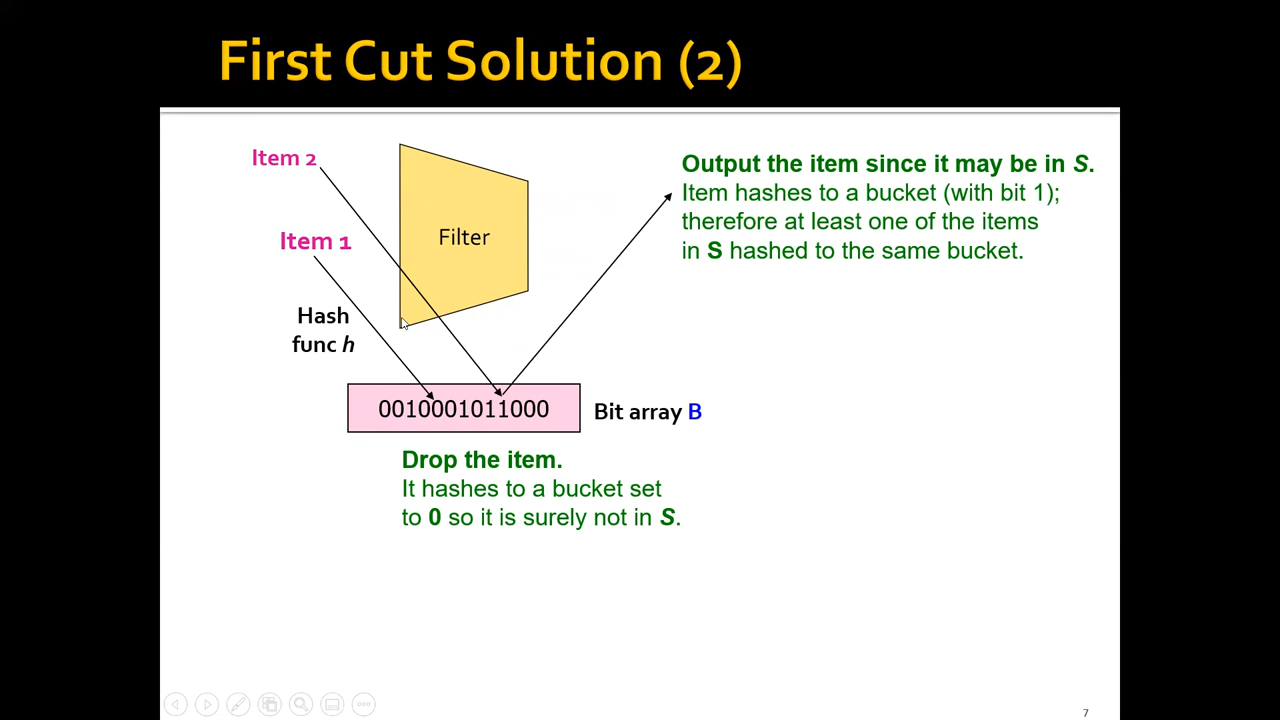 First Cut Solution (2)
Item 2
Item 1
Filter
Hash
func h
Output the item since it may be in S.
Item hashes to a bucket (with bit 1);
therefore at least one of the items
in S hashed to the same bucket.
0010001011000
Bit array B
Drop the item.
It hashes to a bucket set
to 0 so it is surely not in S.
7